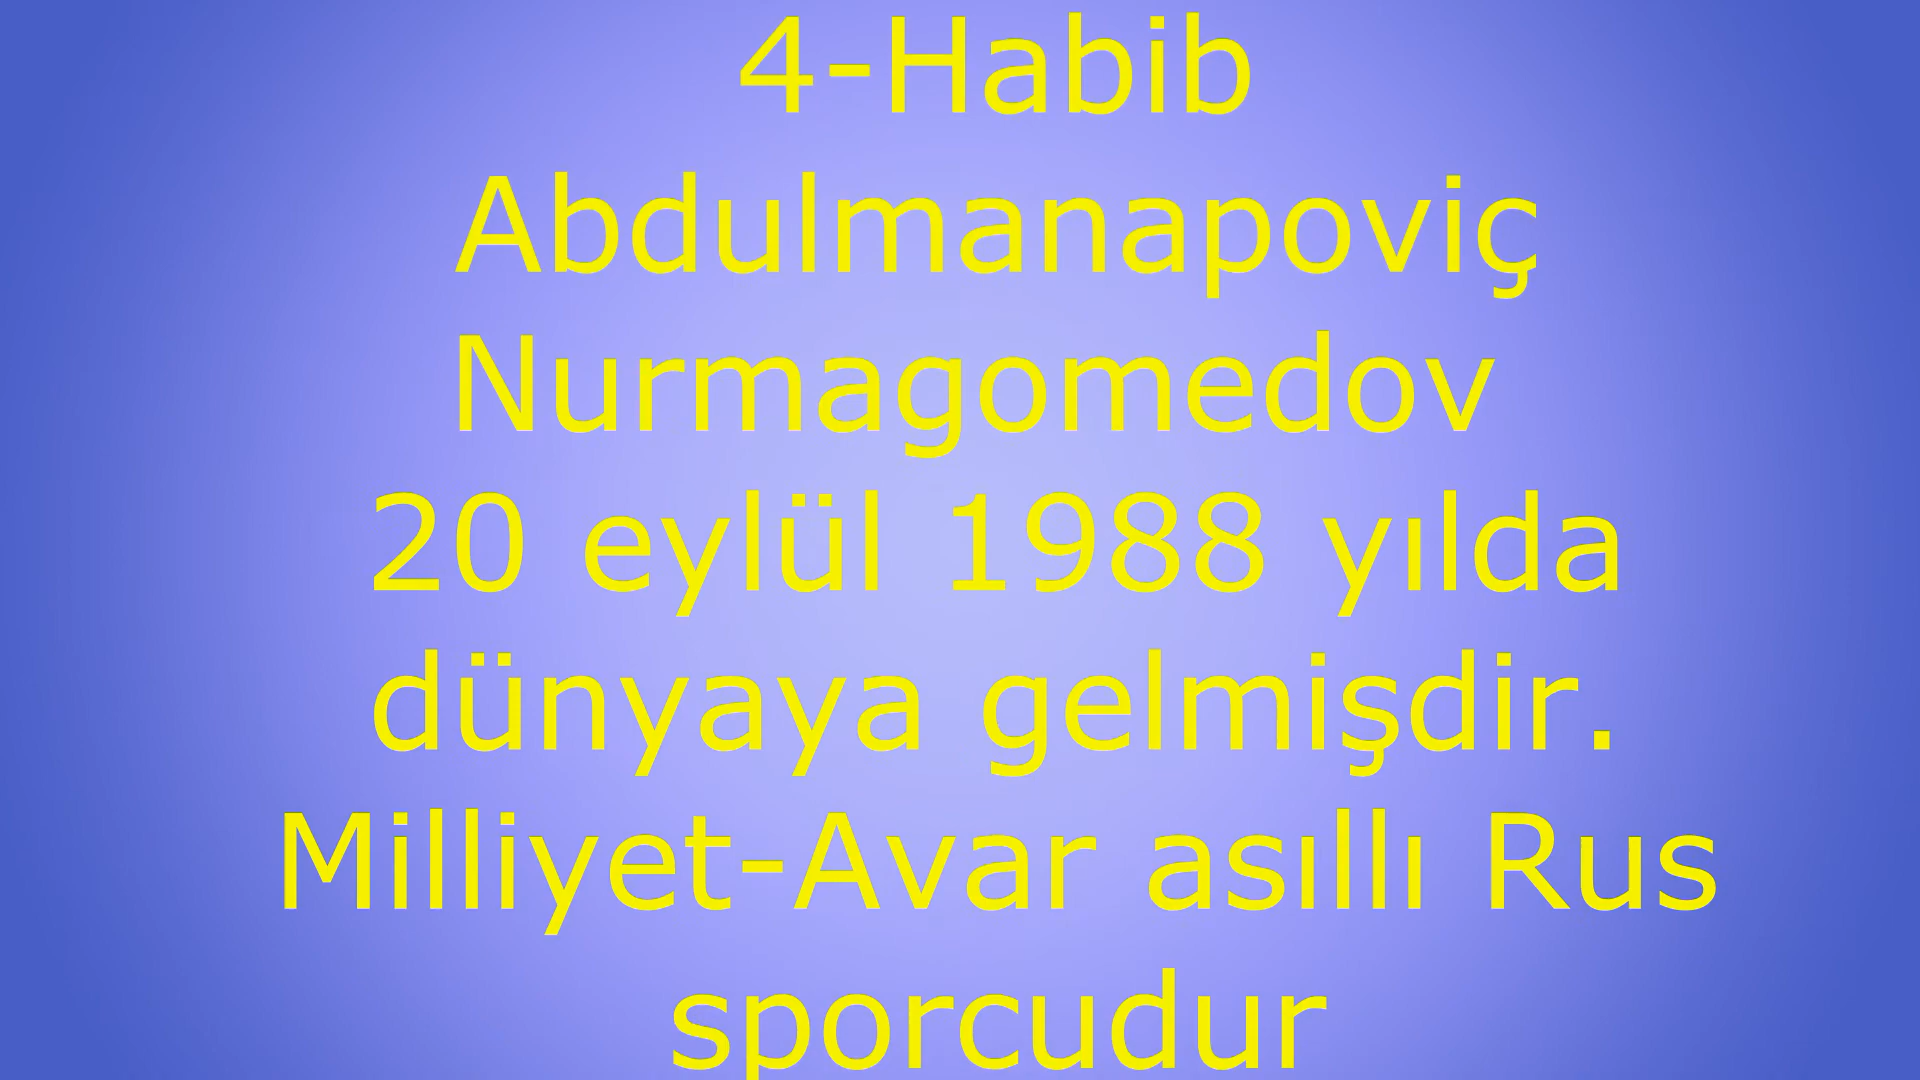 4-Habib
Abdulmanapoviç
Nurmagomedov
20 eylül 1988 yılda
dünyaya gelmişdir.
Milliyet-Avar asıllı Rus
sporcudur